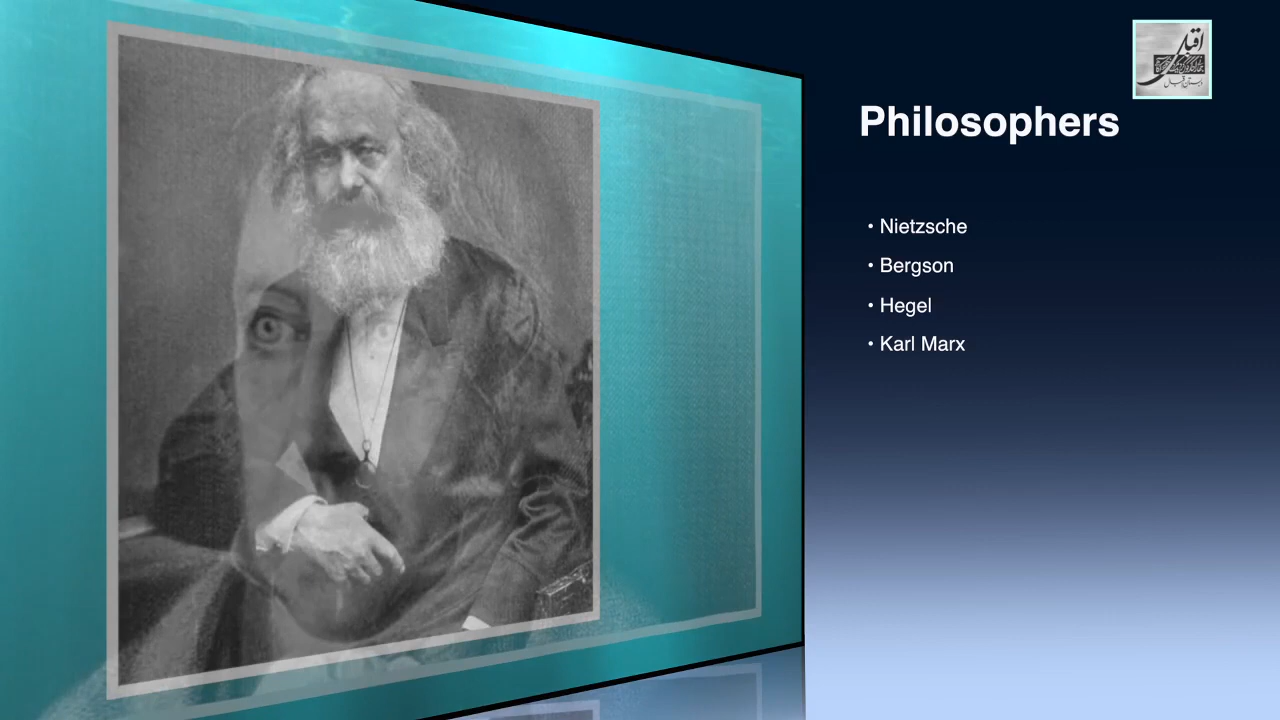 Philosophers
• Nietzsche
• Bergson
• Hegel
• Karl Marx